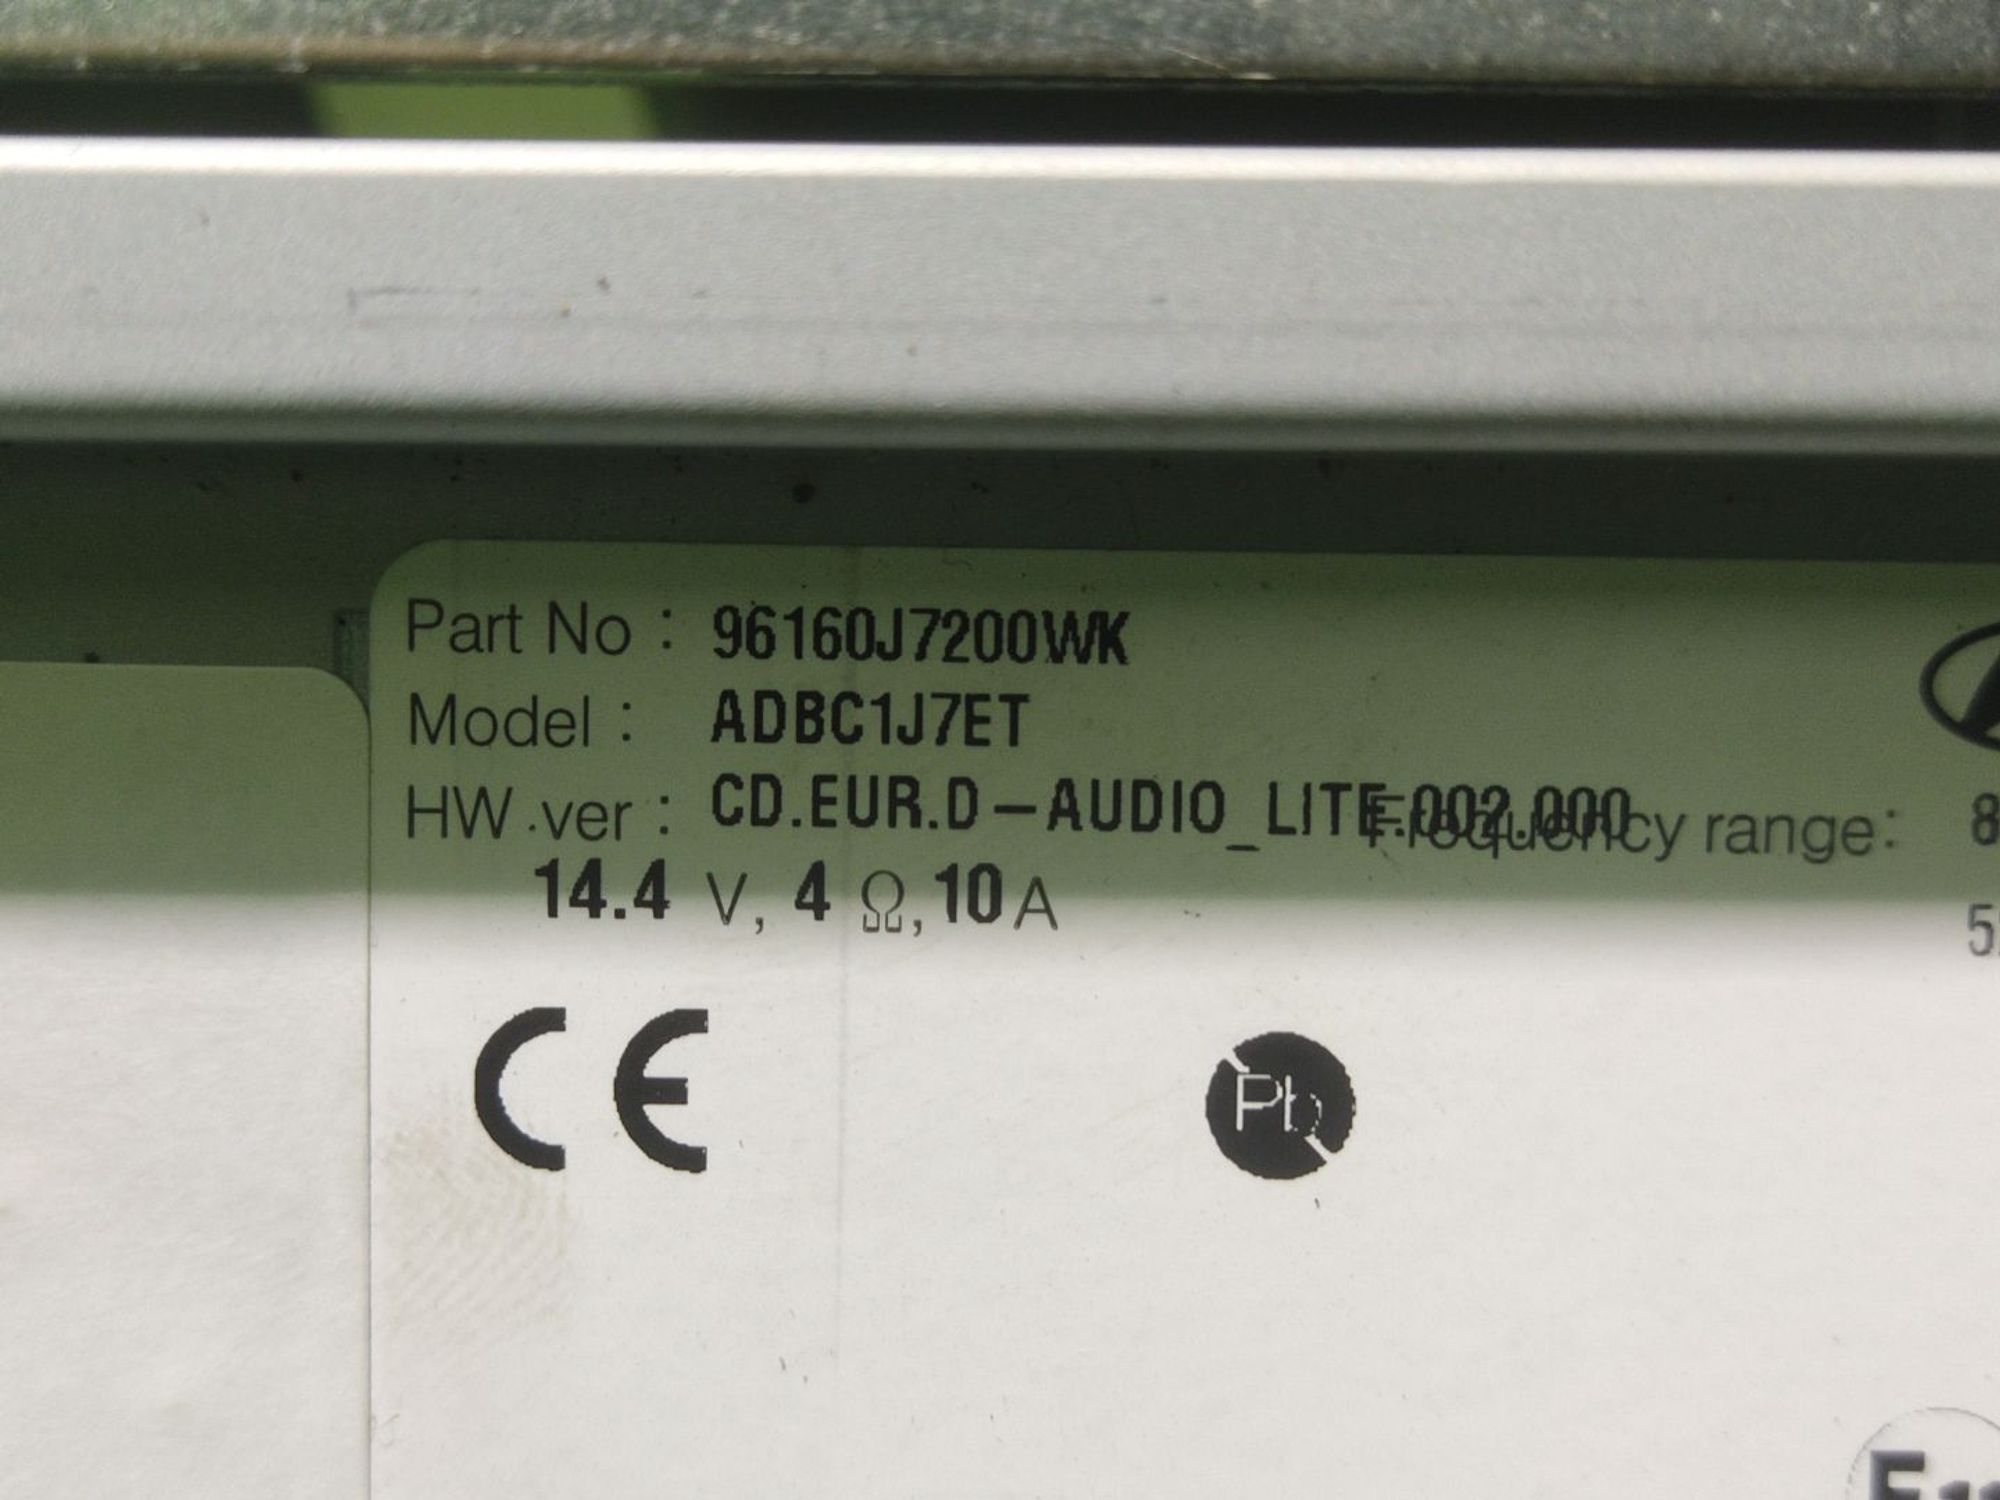 Part No : 96160J7200WK
Model : ADBC1J7ET
HW .ver : CD.EUR.D-AUDIO_LITE.002.000
Frequency range: 8
14.4 V, 4 Ω, 10 A
CE
Pb